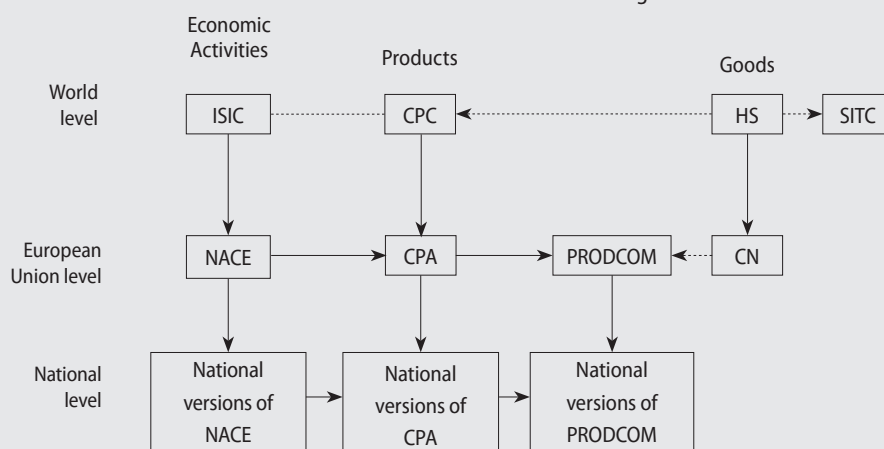 Economic
Activities
Products
Goods
World
level
ISIC
CPC
HS
SITC
European
Union level
NACE
CPA
PRODCOM
CN
National
level
National
versions of
NACE
National
versions of
CPA
National
versions of
PRODCOM